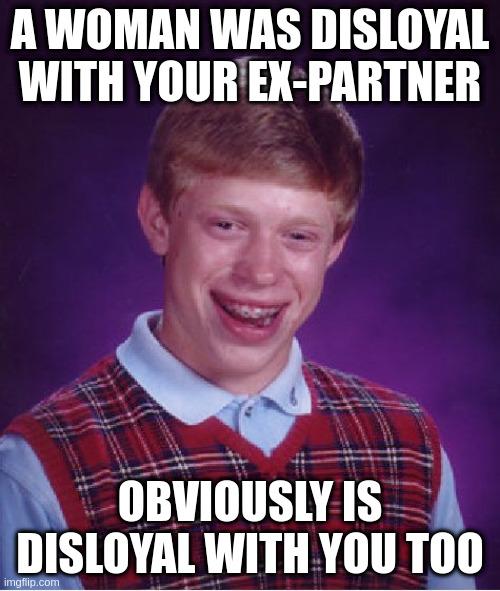 A WOMAN WAS DISLOYAL
WITH YOUR EX-PARTNER
OBVIOUSLY IS
DISLOYAL WITH YOU TOO
imgflip.com